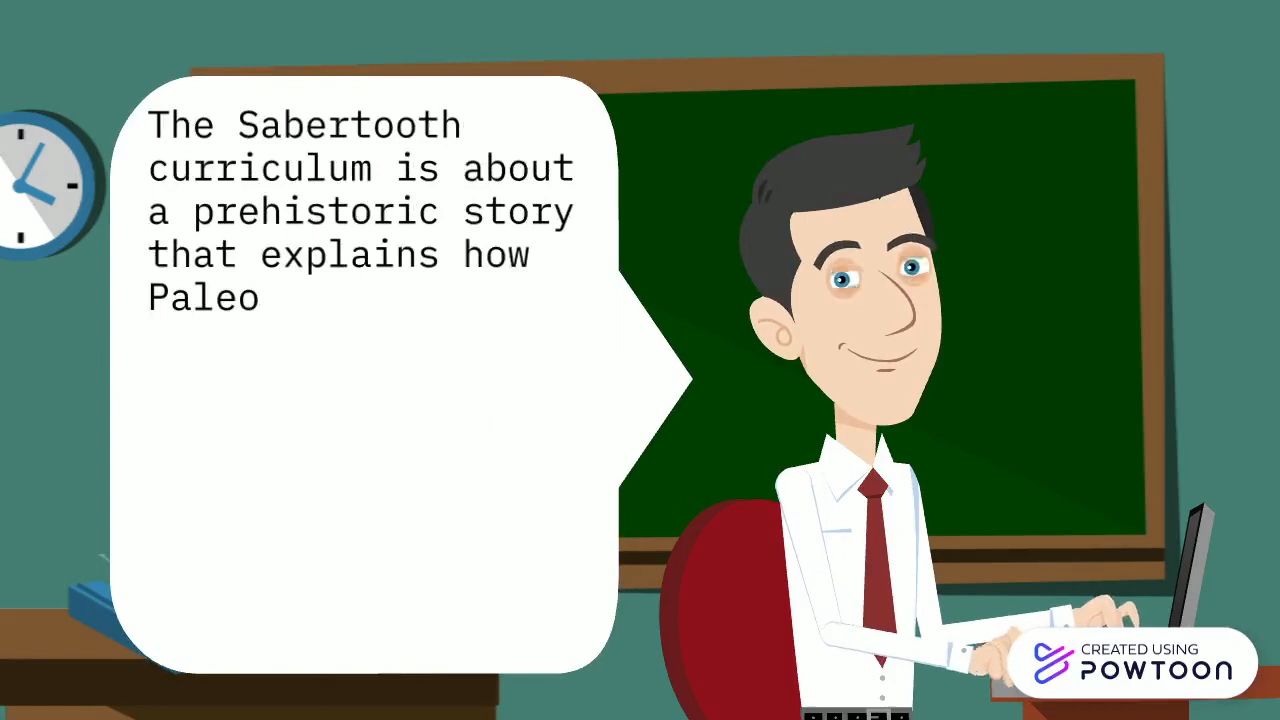 The Sabertooth
curriculum is about
a prehistoric story
that explains how
Paleo
CREATED USING
POWTOON